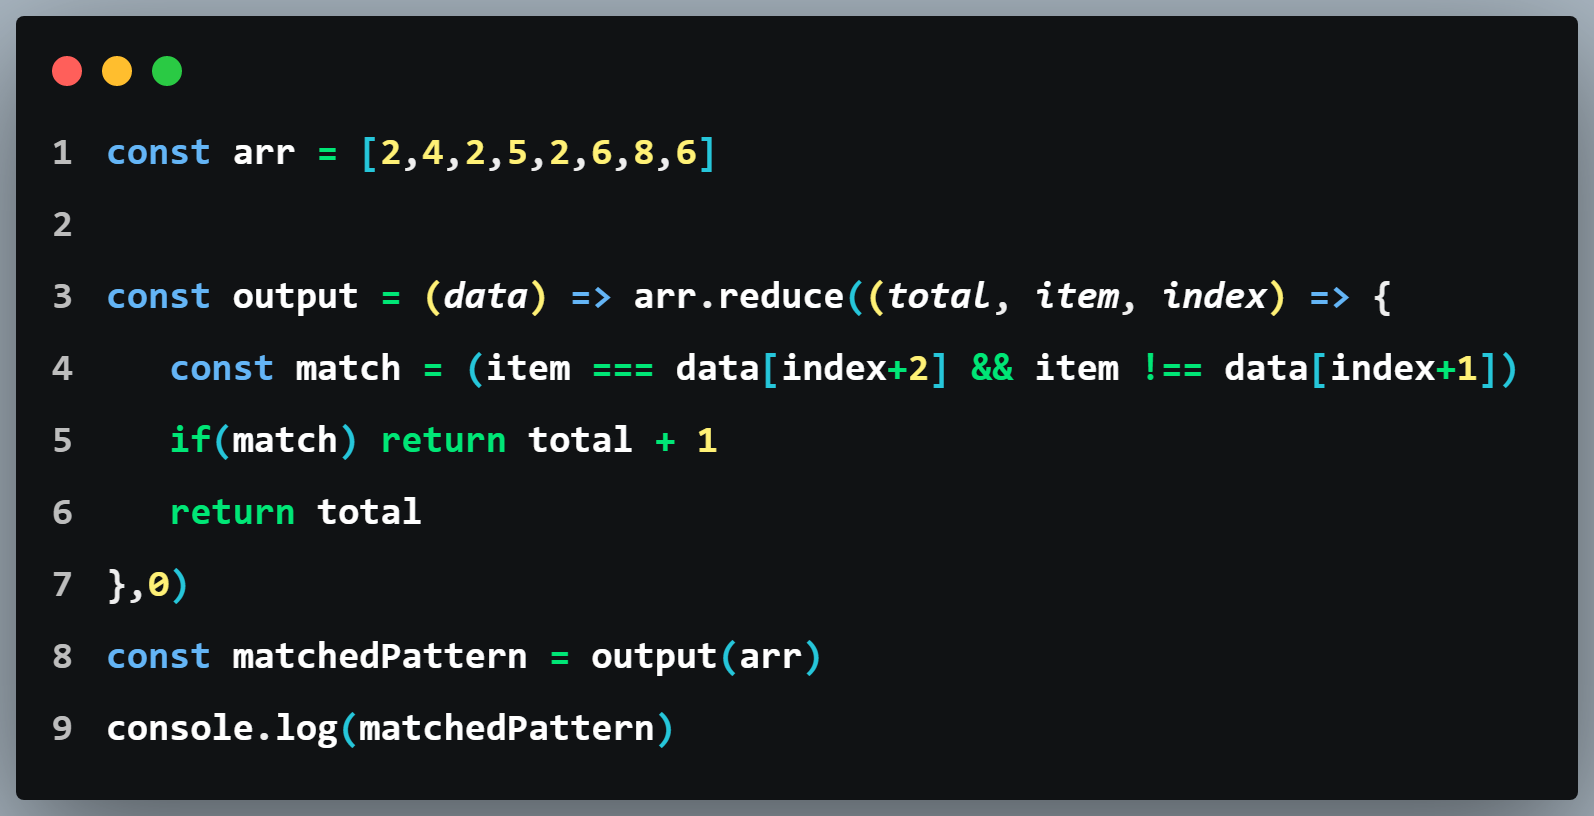 1 const arr = [2,4,2,5,2,6,8,6]
2
3 const output = (data) => arr.reduce((total, item, index) => {
4    const match = (item === data[index+2] && item !== data[index+1])
5    if(match) return total + 1
6    return total
7 },0)
8 const matchedPattern = output(arr)
9 console.log(matchedPattern)